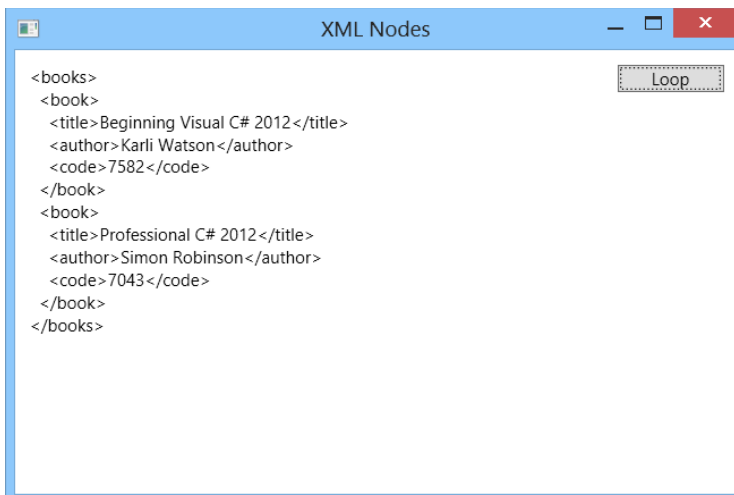 XML Nodes
Loop
<books>
<book>
<title>Beginning Visual C# 2012</title>
<author>Karli Watson</author>
<code>7582</code>
</book>
<book>
<title>Professional C# 2012</title>
<author>Simon Robinson</author>
<code>7043</code>
</book>
</books>